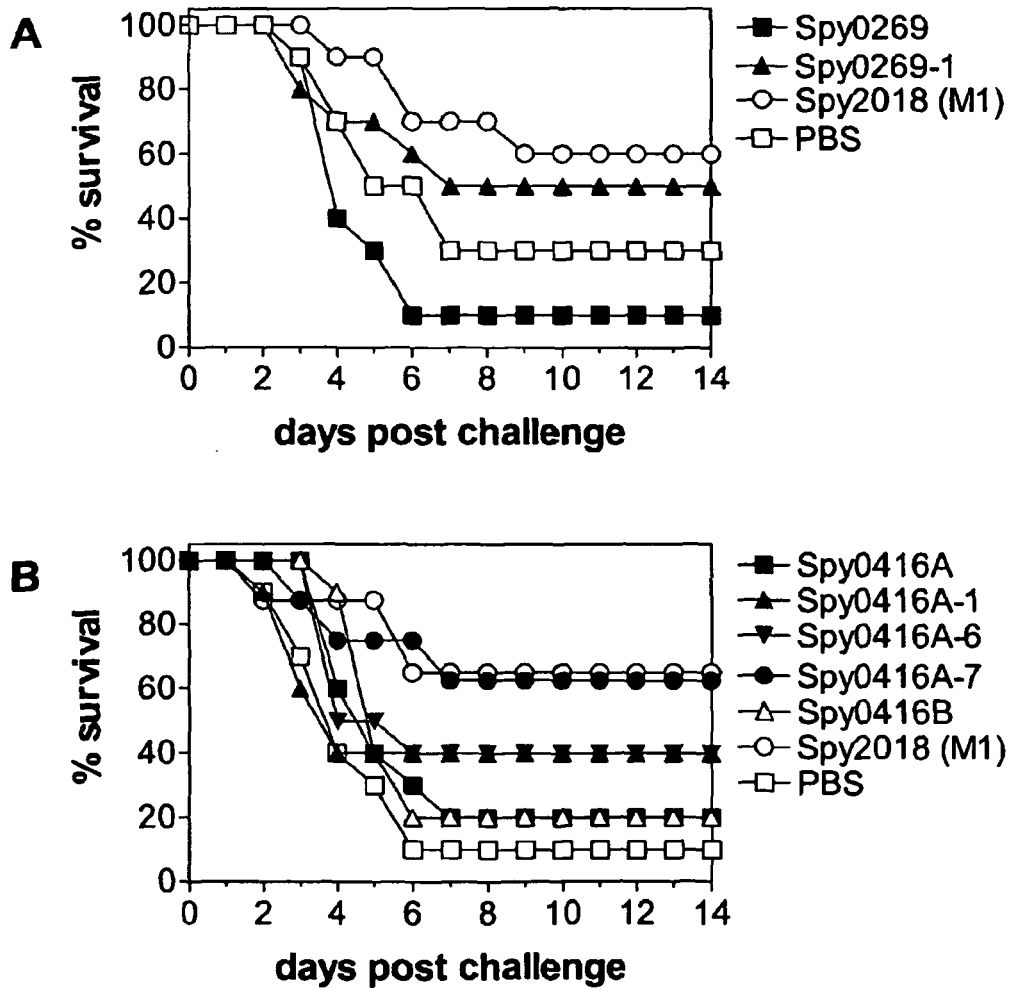 A
% survival
100
80
60
40
20
0
0 2 4 6 8 10 12 14
days post challenge
Spy0269
Spy0269-1
Spy2018 (M1)
PBS
B
% survival
100
80
60
40
20
0
0 2 4 6 8 10 12 14
days post challenge
Spy0416A
Spy0416A-1
Spy0416A-6
Spy0416A-7
Spy0416B
Spy2018 (M1)
PBS